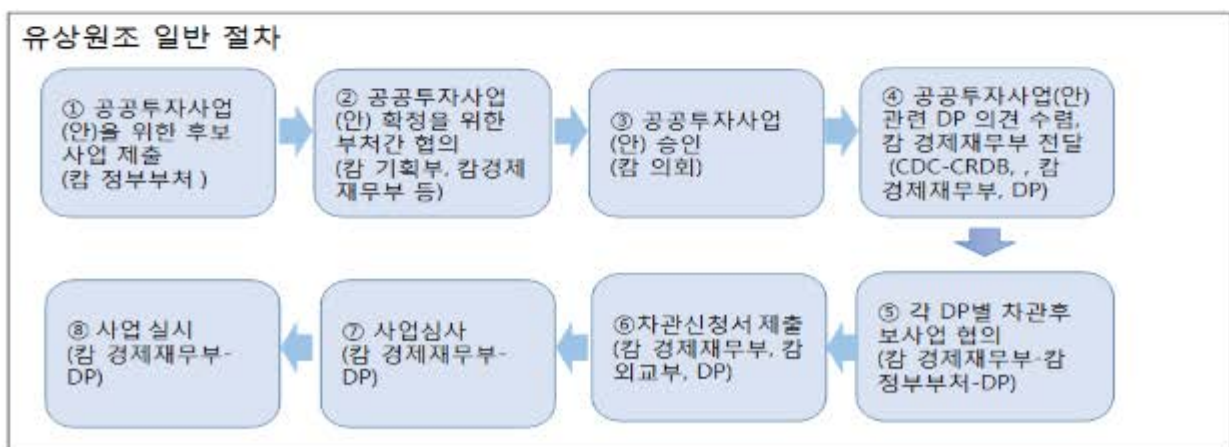 유상원조 일반 절차
① 공공투자사업
(안)을 위한 후보
사업 제출
(캄 정부부처 )
② 공공투자사업
(안) 확정을 위한
부처간 협의
(캄 기획부, 캄경제
재무부 등)
③ 공공투자사업
(안) 승인
(캄 의회)
④ 공공투자사업(안)
관련 DP 의견 수렴,
캄 경제재무부 전달
(CDC-CRDB, , 캄
경제재무부, DP)
⑤ 각 DP별 차관후
보사업 협의
(캄 경제재무부-캄
정부부처-DP)
⑥차관신청서 제출
(캄 경제재무부, 캄
외교부, DP)
⑦ 사업심사
(캄 경제재무부-
DP)
⑧ 사업 실시
(캄 경제재무부-
DP)